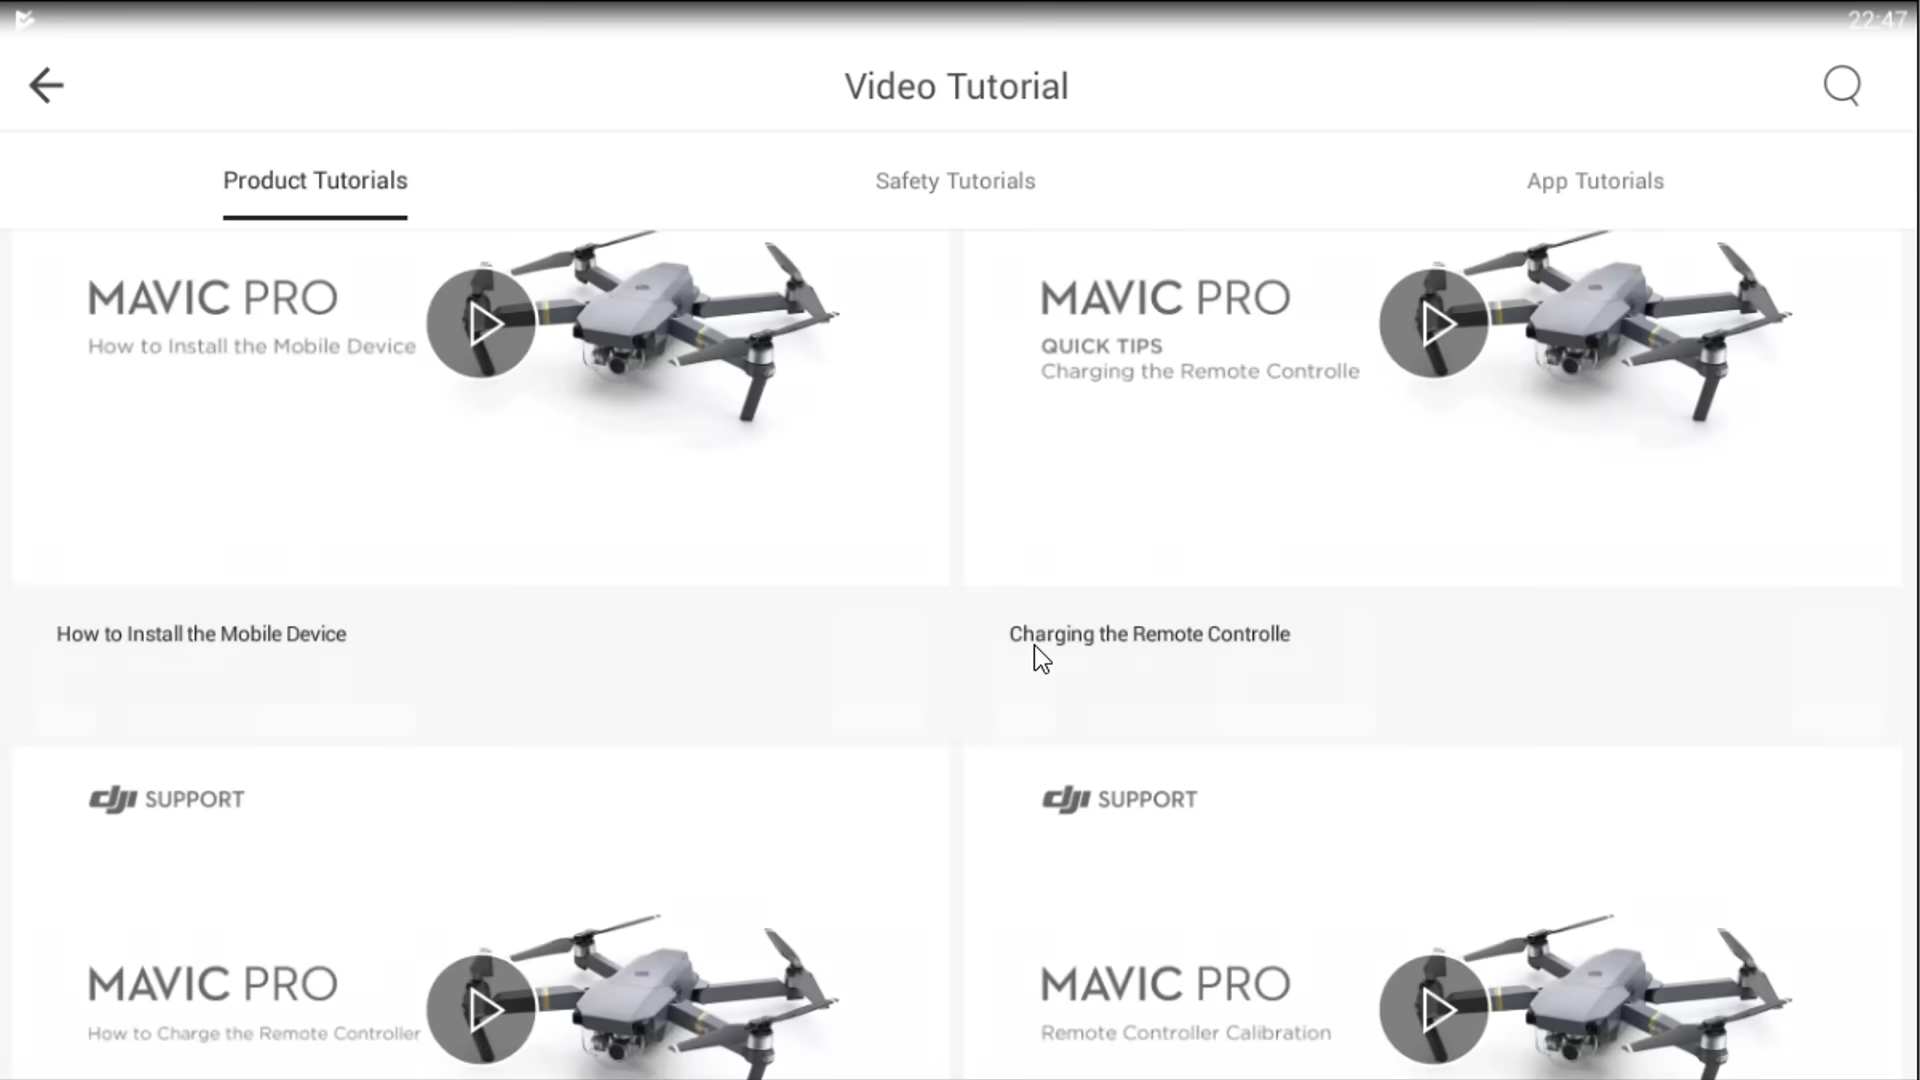 22:47
Video Tutorial
Product Tutorials
Safety Tutorials
App Tutorials
MAVIC PRO
How to Install the Mobile Device
MAVIC PRO
QUICK TIPS
Charging the Remote Controlle
How to Install the Mobile Device
Charging the Remote Controlle
dji SUPPORT
MAVIC PRO
How to Charge the Remote Controller
dji SUPPORT
MAVIC PRO
Remote Controller Calibration